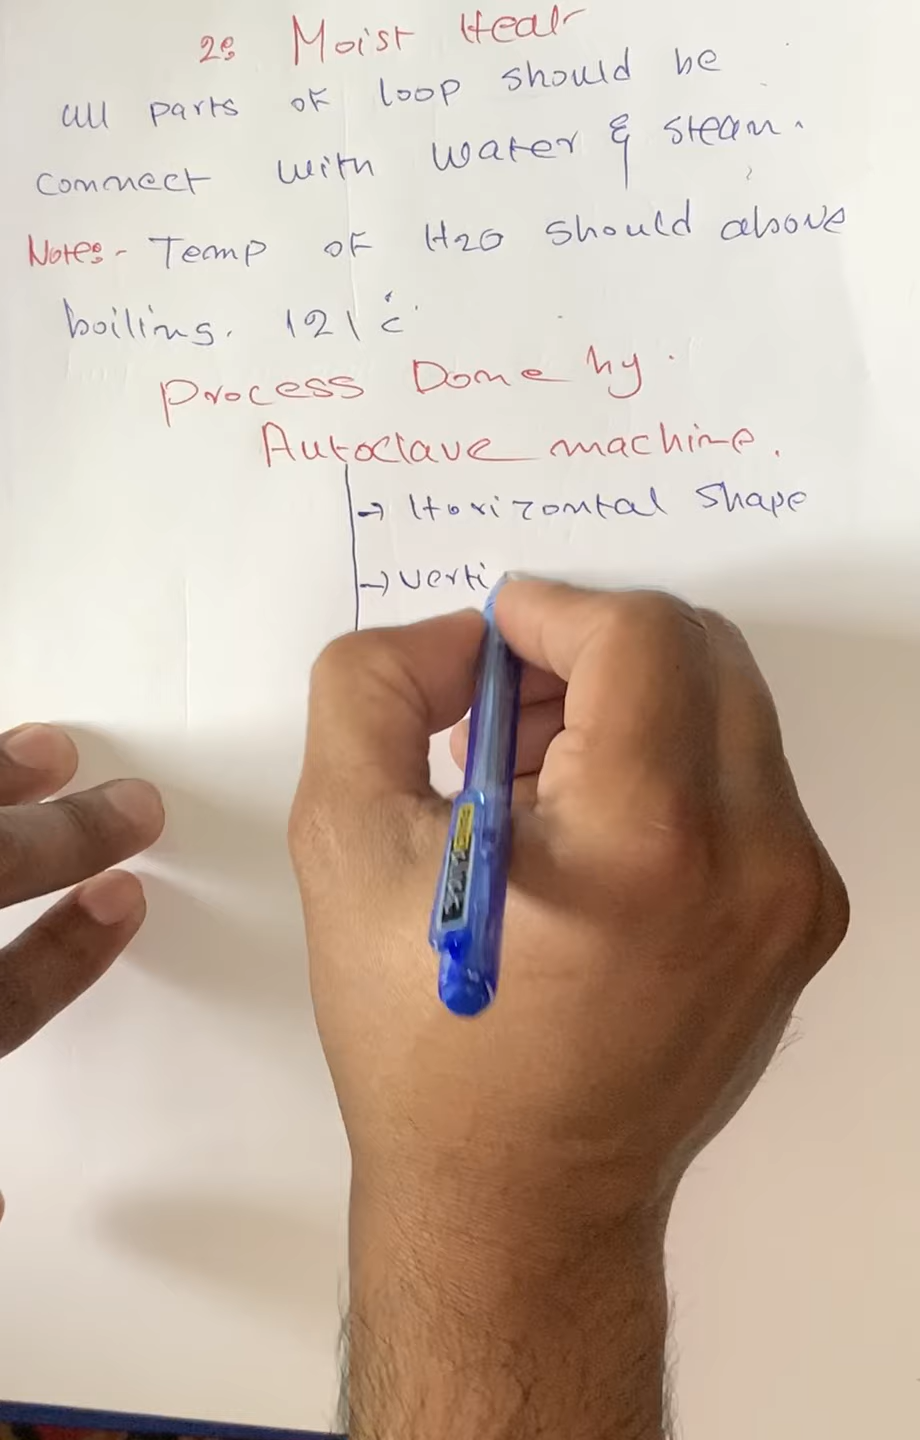 2: Moist Heat
all parts of loop should be
connect with water & steam.
Notes:- Temp of H2O should above
boiling. 121°c
Process Done by.
Autoclave machine.
→ Horizontal Shape
→ verti